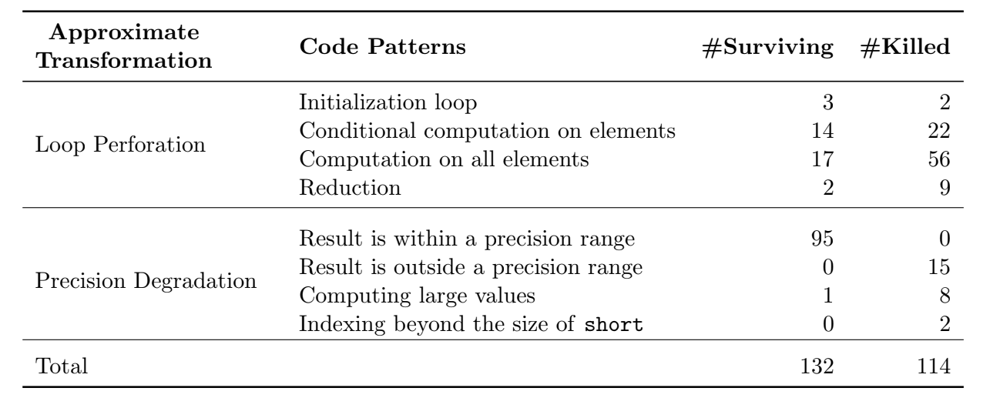 Approximate Transformation Code Patterns #Surviving #Killed
Loop Perforation
Initialization loop 3 2
Conditional computation on elements 14 22
Computation on all elements 17 56
Reduction 2 9
Precision Degradation
Result is within a precision range 95 0
Result is outside a precision range 0 15
Computing large values 1 8
Indexing beyond the size of short 0 2
Total 132 114